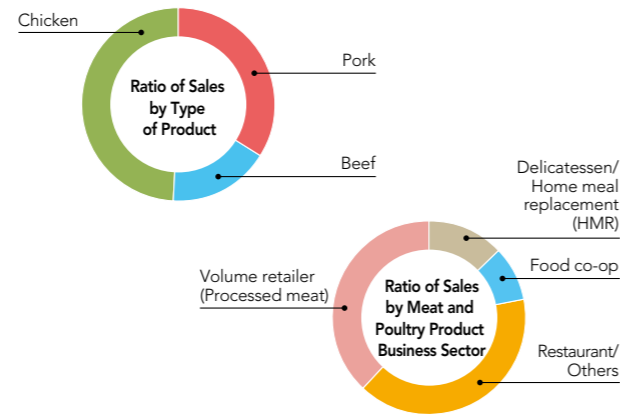 Chicken
Pork
Ratio of Sales
by Type
of Product
Beef
Delicatessen/
Home meal
replacement
(HMR)
Food co-op
Volume retailer
(Processed meat)
Ratio of Sales
by Meat and
Poultry Product
Business Sector
Restaurant/
Others